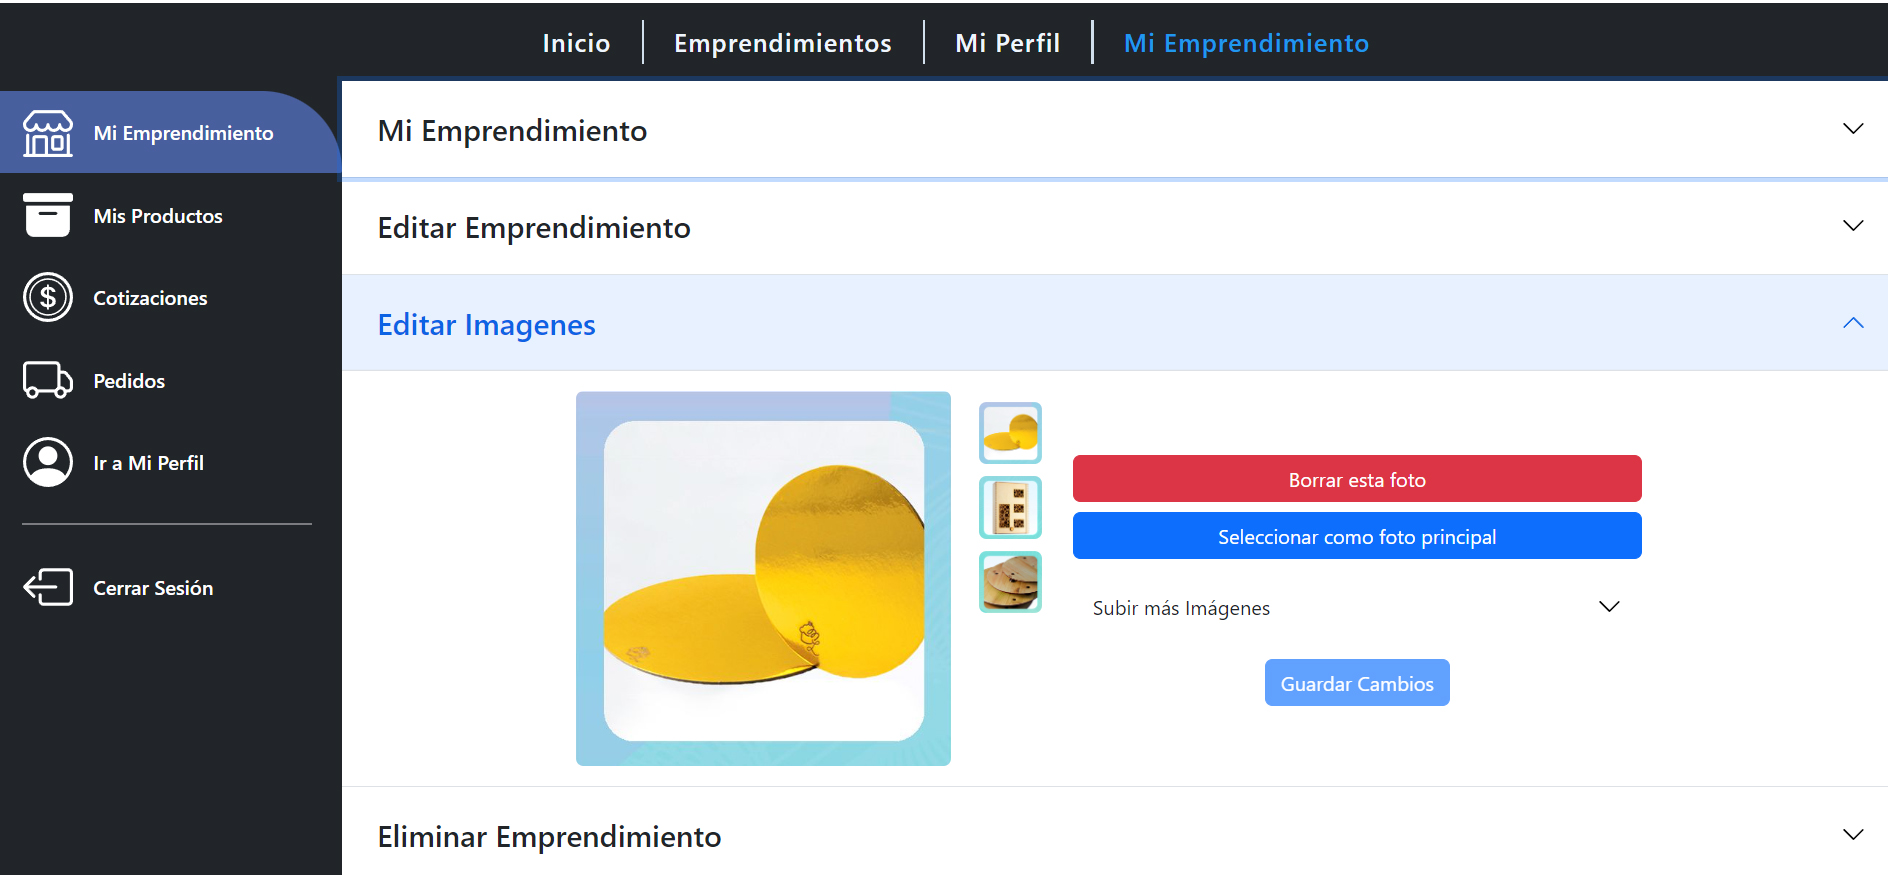 Inicio
Emprendimientos
Mi Perfil
Mi Emprendimiento
Mi Emprendimiento
Mis Productos
Cotizaciones
Pedidos
Ir a Mi Perfil
Cerrar Sesión
Mi Emprendimiento
Editar Emprendimiento
Editar Imagenes
Borrar esta foto
Seleccionar como foto principal
Subir más Imágenes
Guardar Cambios
Eliminar Emprendimiento